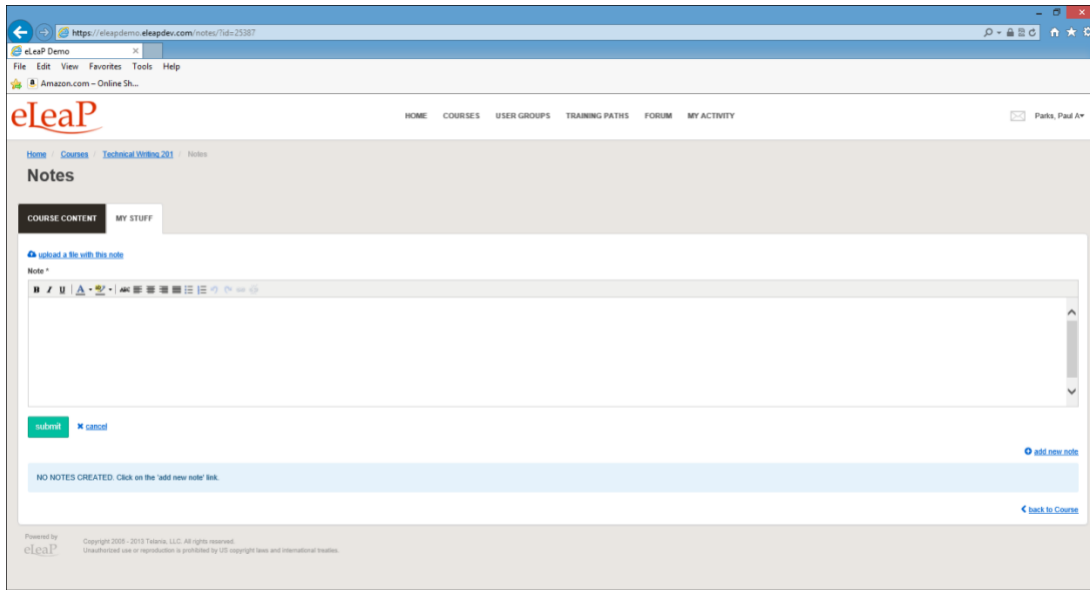 https://eleapdemo.eleapdev.com/notes/?id=25387
eLeaP Demo
File Edit View Favorites Tools Help
Amazon.com – Online Sh...
eLeaP
HOME COURSES USER GROUPS TRAINING PATHS FORUM MY ACTIVITY
Parks, Paul A
Home / Courses / Technical Writing 201 / Notes
Notes
COURSE CONTENT MY STUFF
upload a file with this note
Note *
B I U A ABC
submit cancel
add new note
NO NOTES CREATED. Click on the 'add new note' link.
back to Course
Powered by
eLeaP
Copyright 2005 - 2013 Telania, LLC. All rights reserved.
Unauthorized use or reproduction is prohibited by US copyright laws and international treaties.